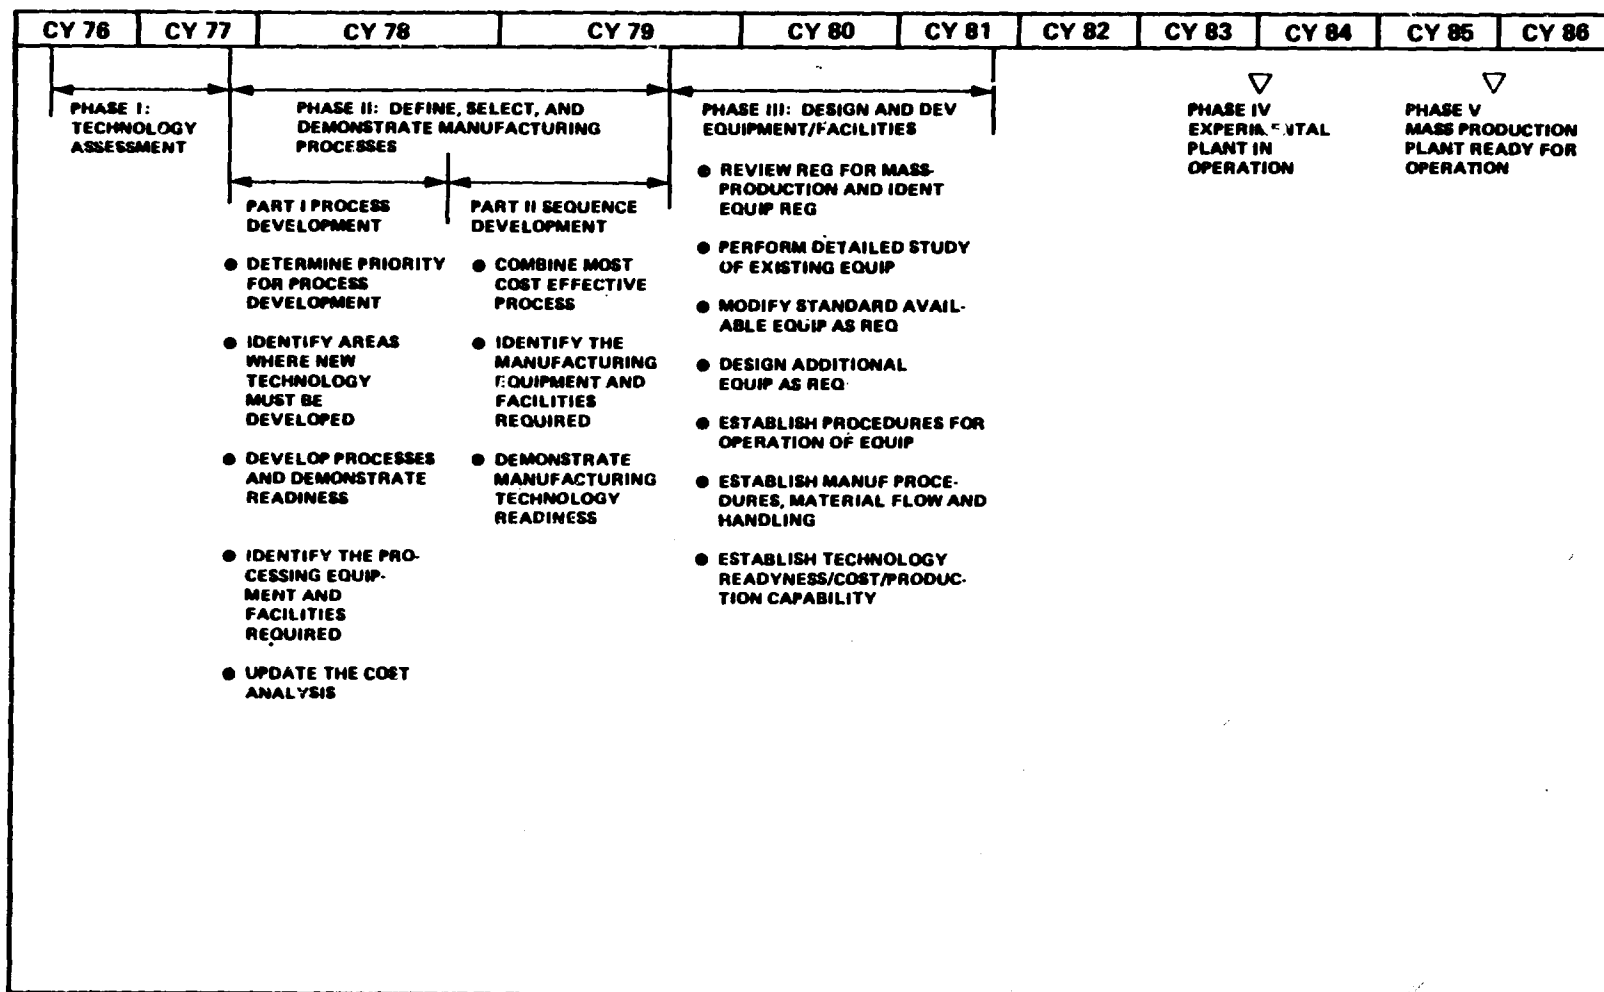 CY 76 CY 77 CY 78 CY 79 CY 80 CY 81 CY 82 CY 83 CY 84 CY 85 CY 86
PHASE I:
TECHNOLOGY
ASSESSMENT
PHASE II: DEFINE, SELECT, AND
DEMONSTRATE MANUFACTURING
PROCESSES
PART I PROCESS
DEVELOPMENT
● DETERMINE PRIORITY
FOR PROCESS
DEVELOPMENT
● IDENTIFY AREAS
WHERE NEW
TECHNOLOGY
MUST BE
DEVELOPED
● DEVELOP PROCESSES
AND DEMONSTRATE
READINESS
● IDENTIFY THE PRO-
CESSING EQUIP-
MENT AND
FACILITIES
REQUIRED
● UPDATE THE COST
ANALYSIS
PART II SEQUENCE
DEVELOPMENT
● COMBINE MOST
COST EFFECTIVE
PROCESS
● IDENTIFY THE
MANUFACTURING
EQUIPMENT AND
FACILITIES
REQUIRED
● DEMONSTRATE
MANUFACTURING
TECHNOLOGY
READINESS
PHASE III: DESIGN AND DEV
EQUIPMENT/FACILITIES
● REVIEW REG FOR MASS-
PRODUCTION AND IDENT
EQUIP REG
● PERFORM DETAILED STUDY
OF EXISTING EQUIP
● MODIFY STANDARD AVAIL-
ABLE EQUIP AS REQ
● DESIGN ADDITIONAL
EQUIP AS REQ
● ESTABLISH PROCEDURES FOR
OPERATION OF EQUIP
● ESTABLISH MANUF PROCE-
DURES, MATERIAL FLOW AND
HANDLING
● ESTABLISH TECHNOLOGY
READYNESS/COST/PRODUC-
TION CAPABILITY
PHASE IV
PLANT IN
OPERATION
PHASE V
MASS PRODUCTION
PLANT READY FOR
OPERATION